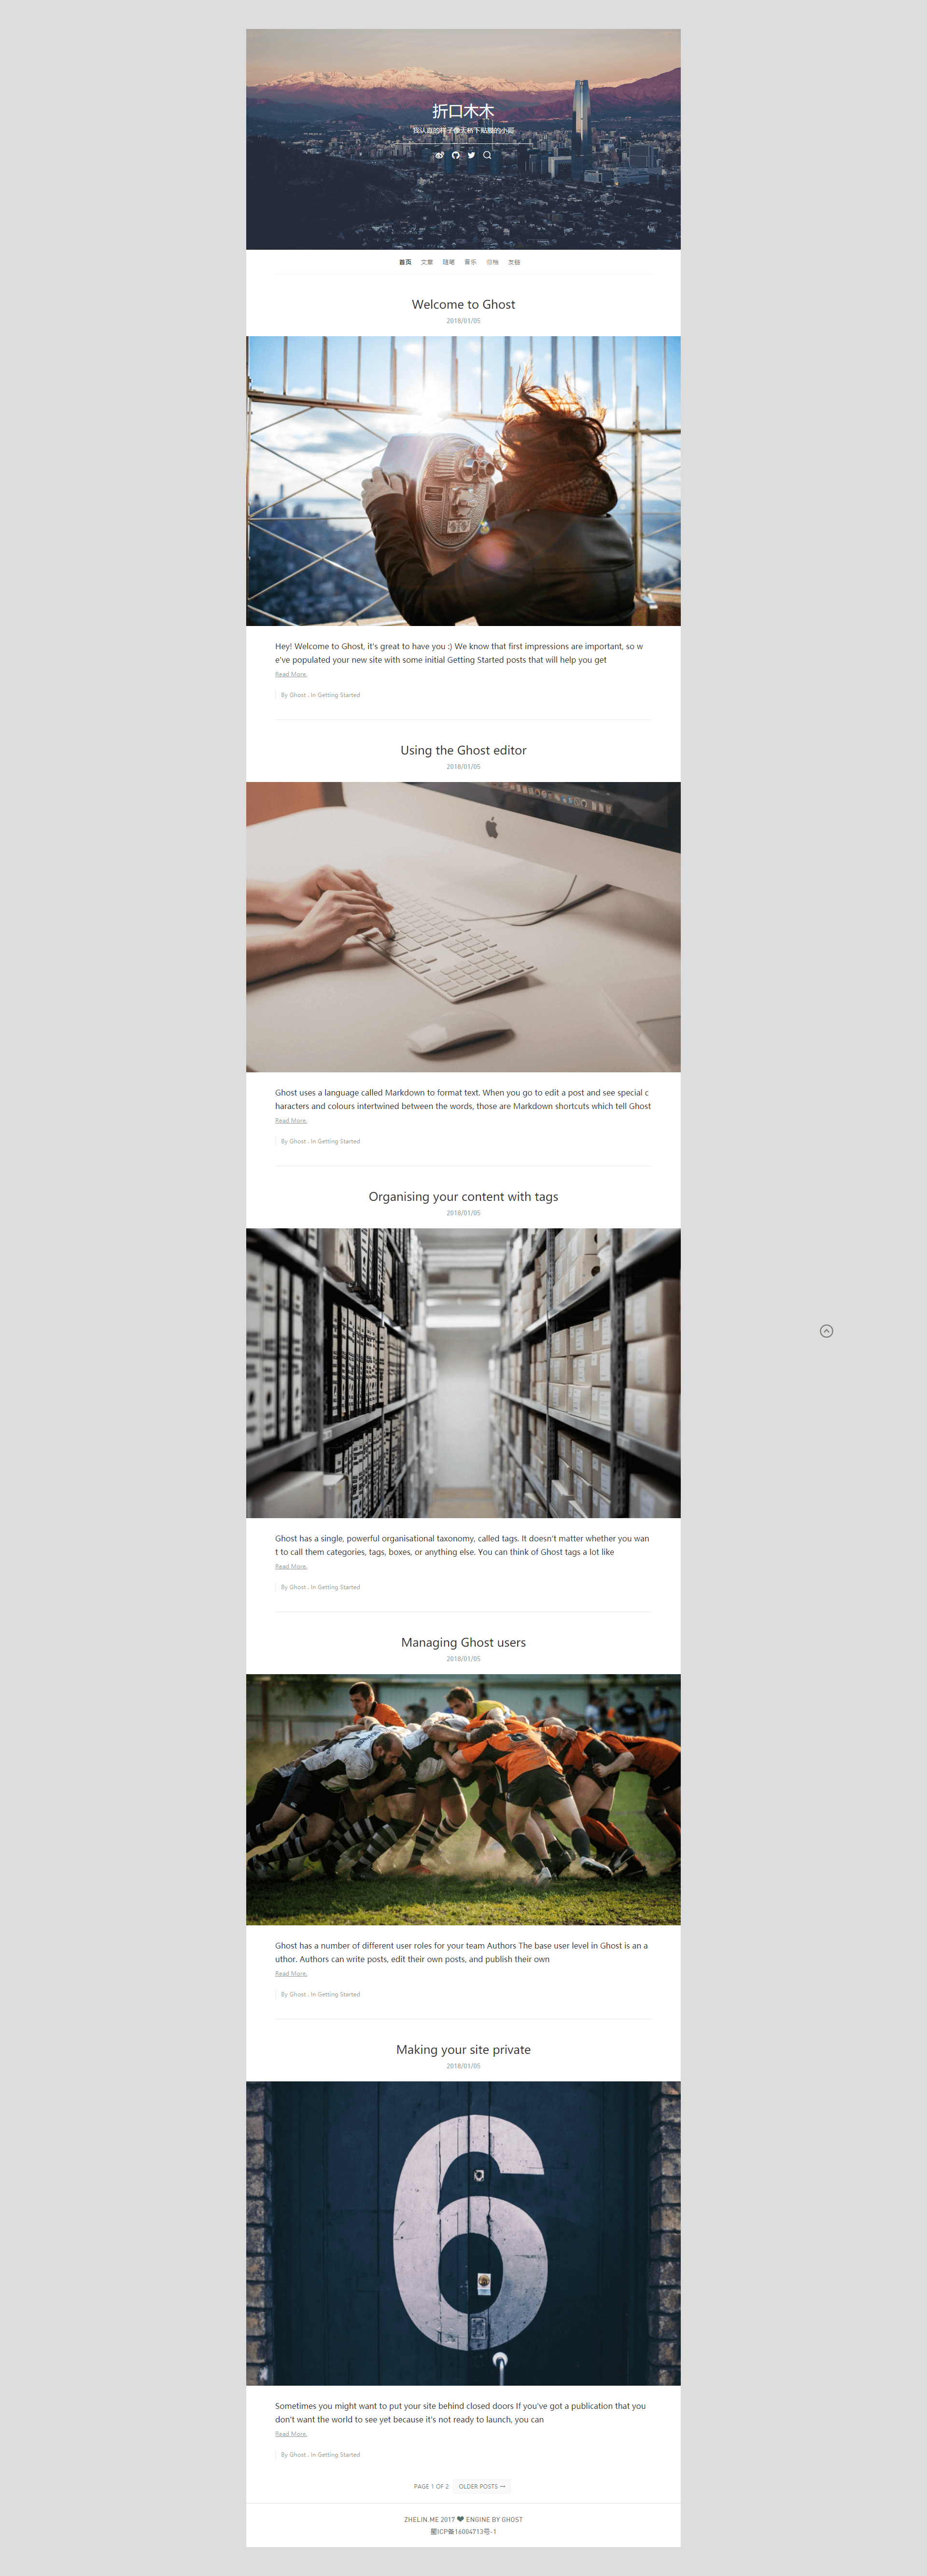 折口木木
我认真的样子像天桥下贴膜的小哥
首页 文章 随笔 音乐 归档 友链
Welcome to Ghost
2018/01/05
Hey! Welcome to Ghost, it's great to have you :) We know that first impressions are important, so w
e've populated your new site with some initial Getting Started posts that will help you get
Read More.
By Ghost . In Getting Started
Using the Ghost editor
2018/01/05
Ghost uses a language called Markdown to format text. When you go to edit a post and see special c
haracters and colours intertwined between the words, those are Markdown shortcuts which tell Ghost
Read More.
By Ghost . In Getting Started
Organising your content with tags
2018/01/05
Ghost has a single, powerful organisational taxonomy, called tags. It doesn't matter whether you wan
t to call them categories, tags, boxes, or anything else. You can think of Ghost tags a lot like
Read More.
By Ghost . In Getting Started
Managing Ghost users
2018/01/05
Ghost has a number of different user roles for your team Authors The base user level in Ghost is an a
uthor. Authors can write posts, edit their own posts, and publish their own
Read More.
By Ghost . In Getting Started
Making your site private
2018/01/05
6
Sometimes you might want to put your site behind closed doors If you've got a publication that you
don't want the world to see yet because it's not ready to launch, you can
Read More.
By Ghost . In Getting Started
PAGE 1 OF 2 OLDER POSTS →
ZHELIN.ME 2017 ❤ ENGINE BY GHOST
蜀ICP备16004713号-1